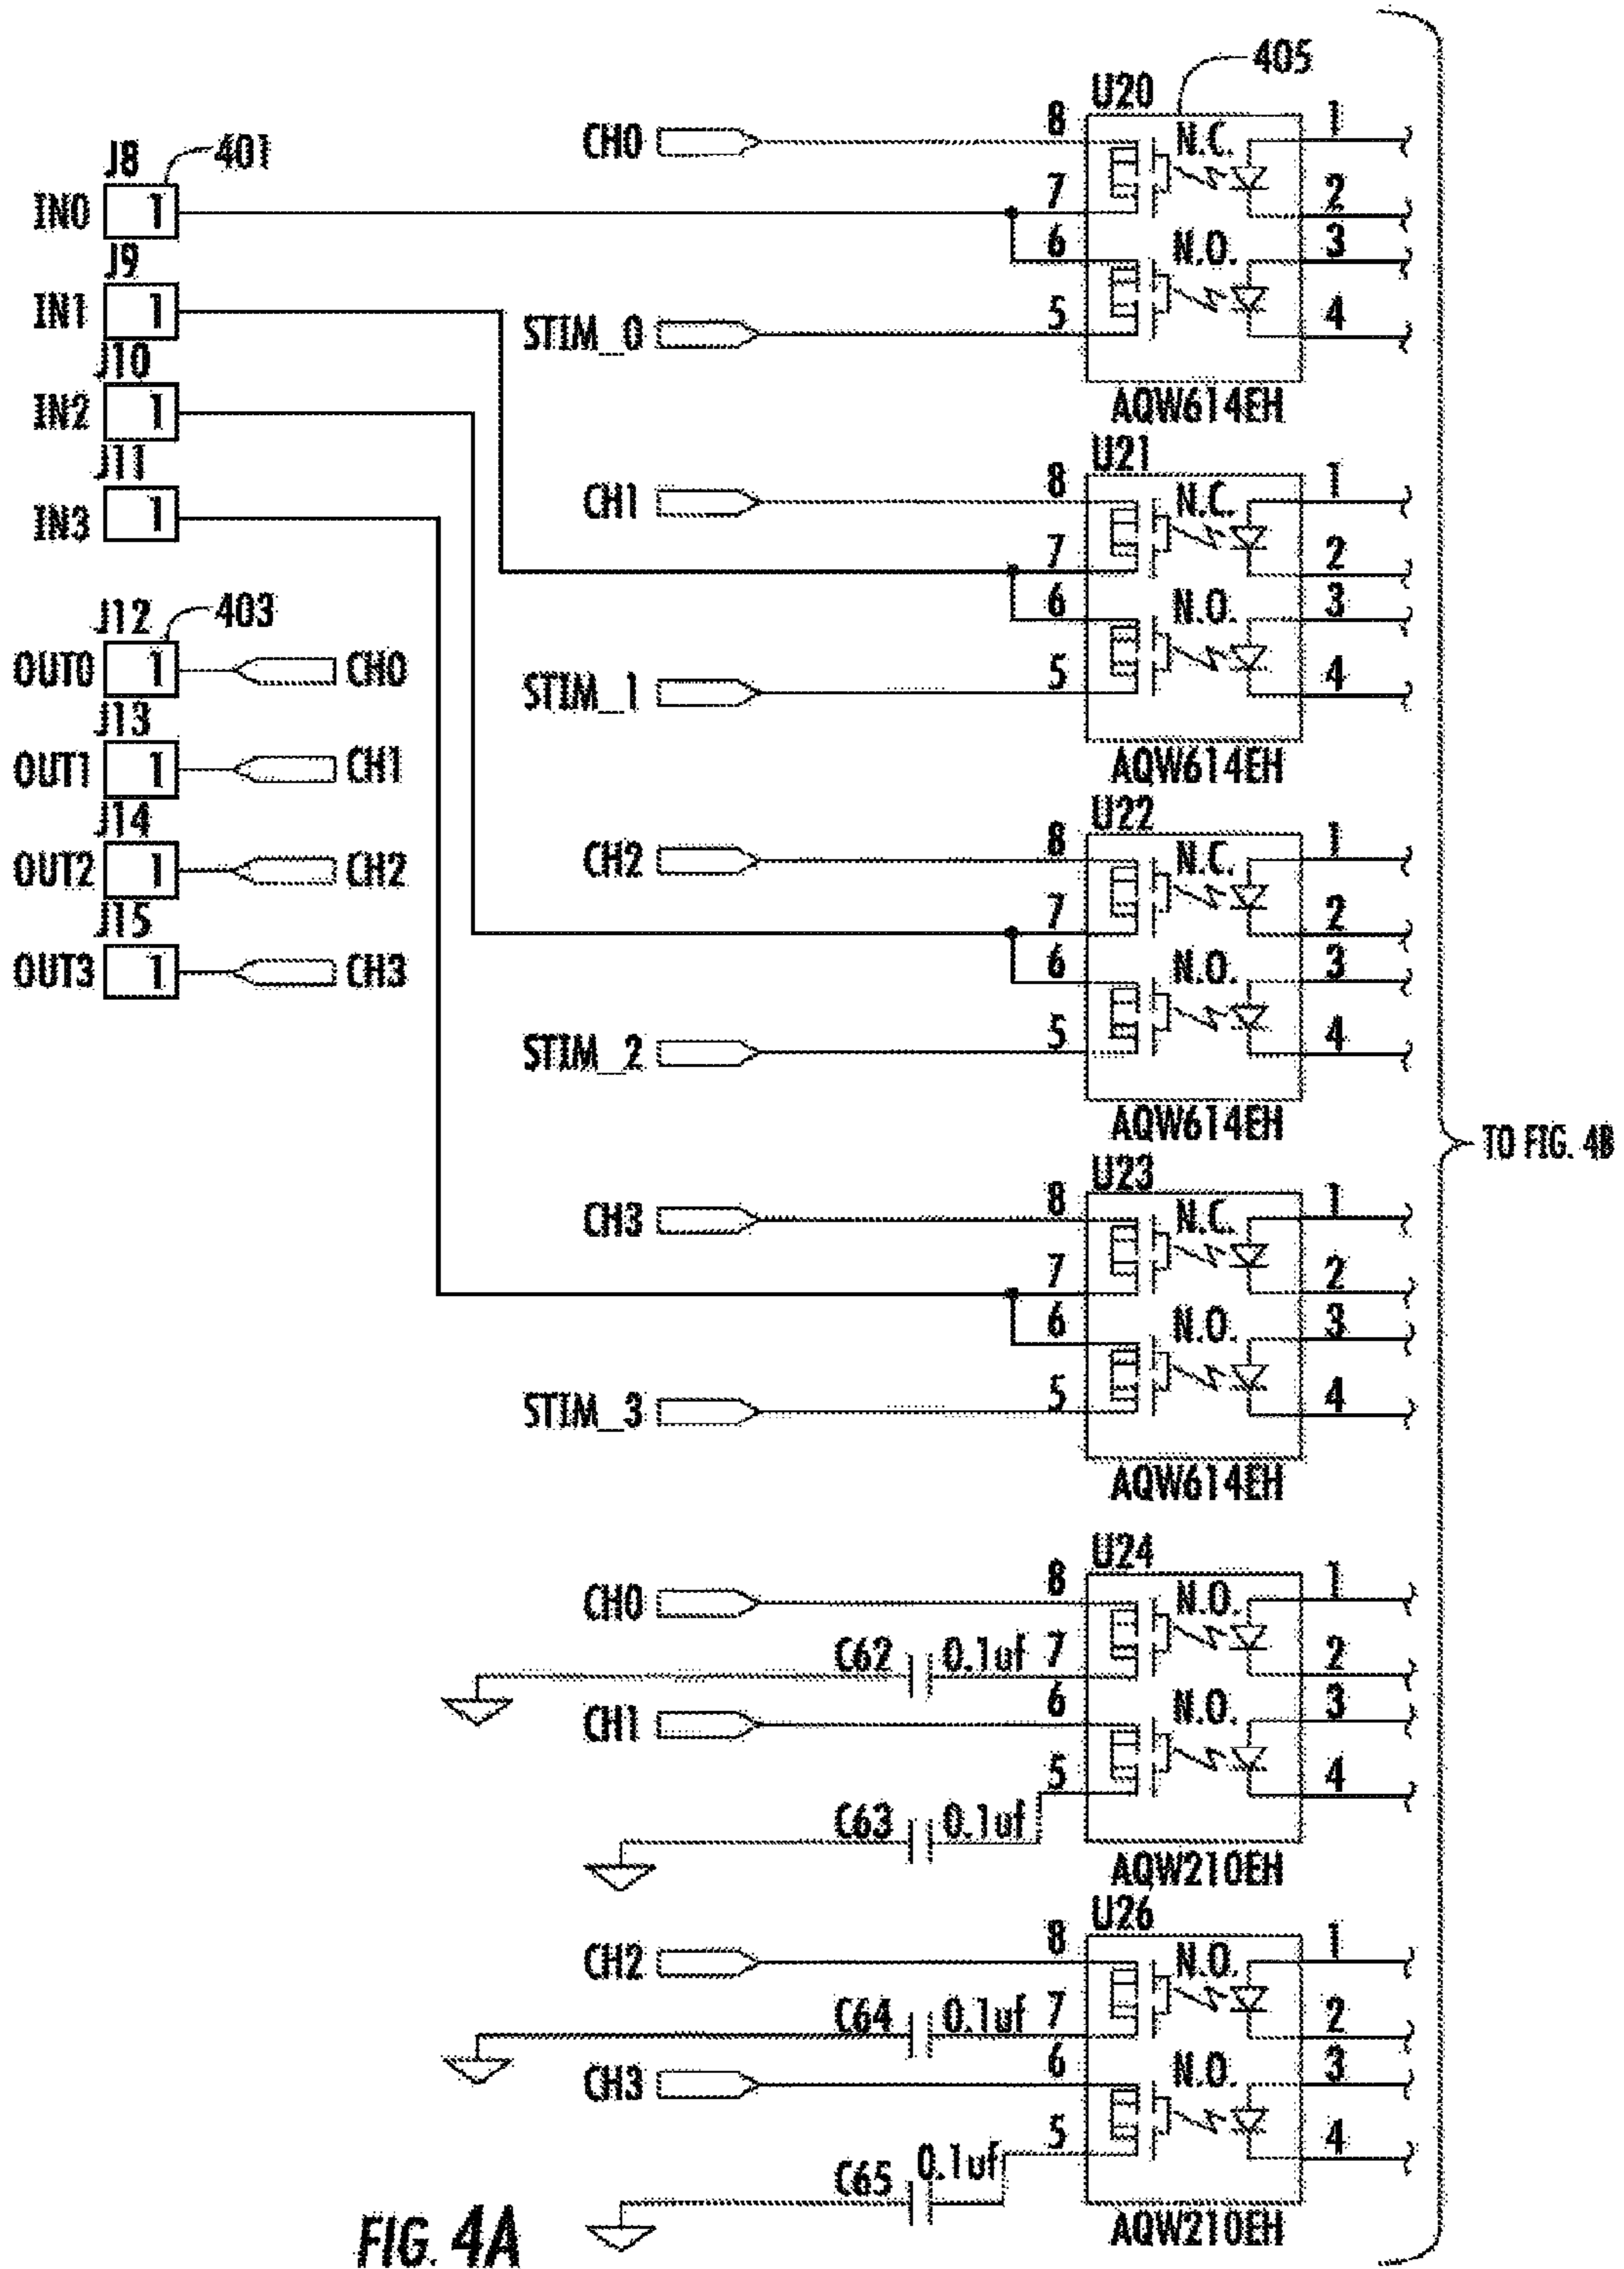 405
U20
CH0
8
N.C.
1
J8
401
IN0
1
7
2
J9
6
N.O.
3
IN1
1
STIM_0
5
4
J10
AQW614EH
IN2
1
U21
J11
CH1
8
N.C.
1
IN3
1
7
2
J12
403
6
N.O.
3
OUT0
1
CH0
STIM_1
5
4
J13
OUT1
1
CH1
AQW614EH
J14
U22
OUT2
1
CH2
CH2
8
N.C.
1
J15
7
2
OUT3
1
CH3
6
N.O.
3
STIM_2
5
4
AQW614EH
TO FIG. 4B
U23
CH3
8
N.C.
1
7
2
6
N.O.
3
STIM_3
5
4
AQW614EH
U24
CH0
8
N.O.
1
C62
0.1uf
7
2
CH1
6
N.O.
3
5
4
C63
0.1uf
AQW210EH
U26
CH2
8
N.O.
1
C64
0.1uf
7
2
CH3
6
N.O.
3
5
4
C65
0.1uf
AQW210EH
FIG. 4A